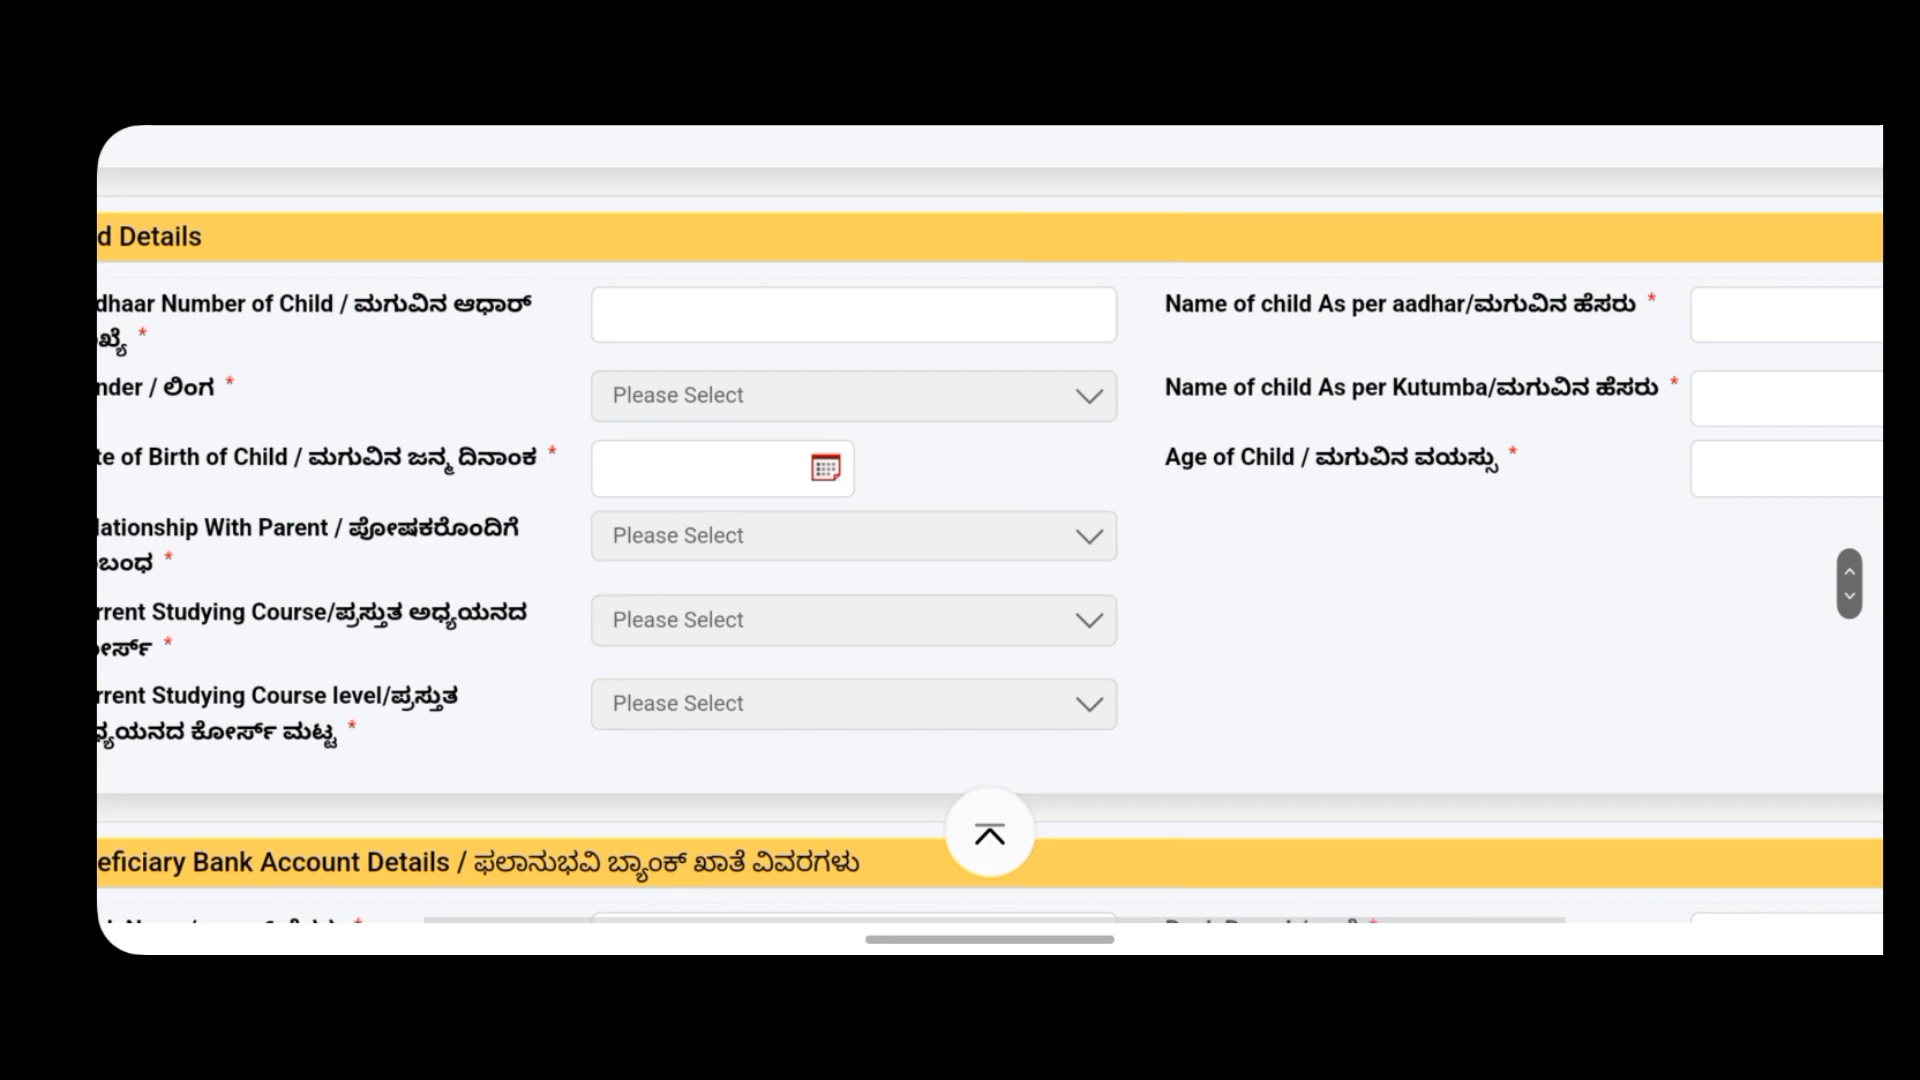 d Details
dhaar Number of Child / ಮಗುವಿನ ಆಧಾರ್
ಖ್ಯೆ *
Name of child As per aadhar/ಮಗುವಿನ ಹೆಸರು *
nder / ಲಿಂಗ *
Please Select
Name of child As per Kutumba/ಮಗುವಿನ ಹೆಸರು *
te of Birth of Child / ಮಗುವಿನ ಜನ್ಮ ದಿನಾಂಕ *
Age of Child / ಮಗುವಿನ ವಯಸ್ಸು *
lationship With Parent / ಪೋಷಕರೊಂದಿಗೆ
ಬಂಧ *
Please Select
rrent Studying Course/ಪ್ರಸ್ತುತ ಅಧ್ಯಯನದ
ೋರ್ಸ್ *
Please Select
rrent Studying Course level/ಪ್ರಸ್ತುತ
ಧ್ಯಯನದ ಕೋರ್ಸ್ ಮಟ್ಟ *
Please Select
eficiary Bank Account Details / ಫಲಾನುಭವಿ ಬ್ಯಾಂಕ್ ಖಾತೆ ವಿವರಗಳು